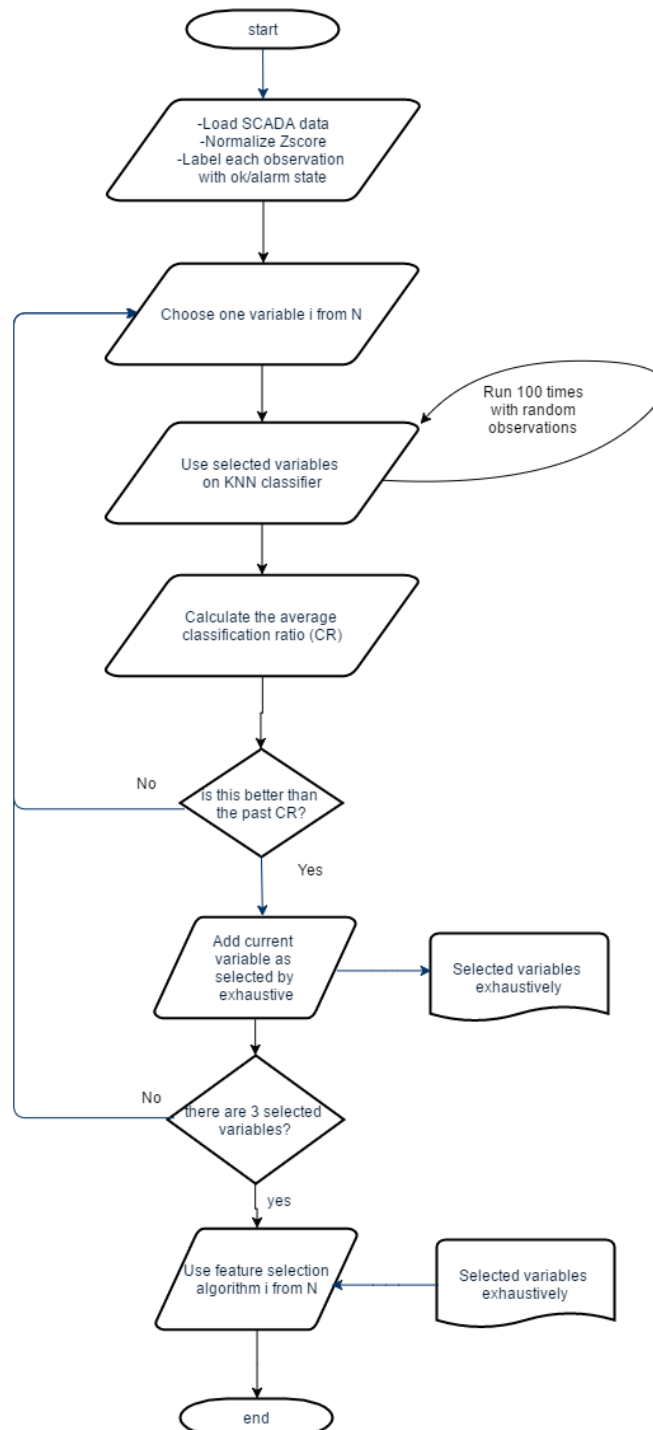 start
-Load SCADA data
-Normalize Zscore
-Label each observation
with ok/alarm state
Choose one variable i from N
Run 100 times
with random
observations
Use selected variables
on KNN classifier
Calculate the average
classification ratio (CR)
No
is this better than
the past CR?
Yes
Add current
variable as
selected by
exhaustive
Selected variables
exhaustively
No
there are 3 selected
variables?
yes
Use feature selection
algorithm i from N
Selected variables
exhaustively
end